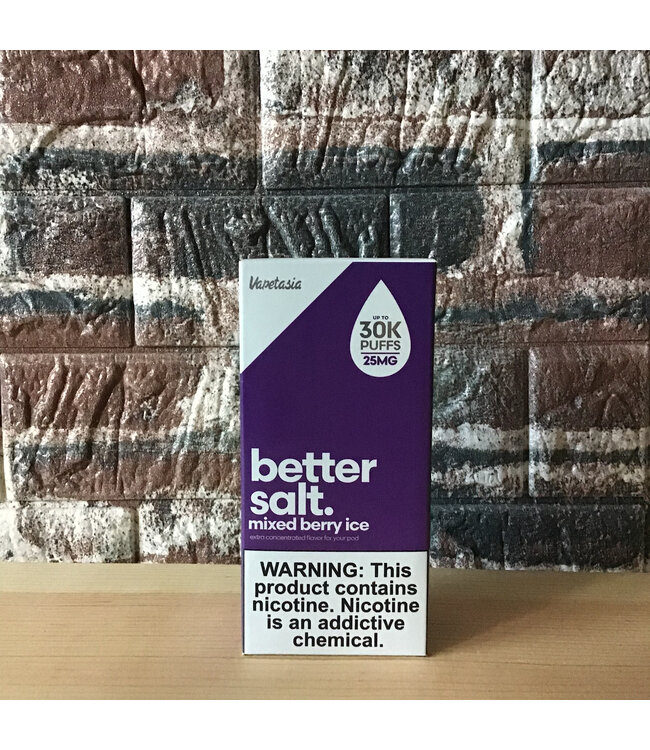 Vapetasia
UP TO
30K
PUFFS
25MG
better
salt.
mixed berry ice
extra concentrated flavor for your pod
WARNING: This
product contains
nicotine. Nicotine
is an addictive
chemical.